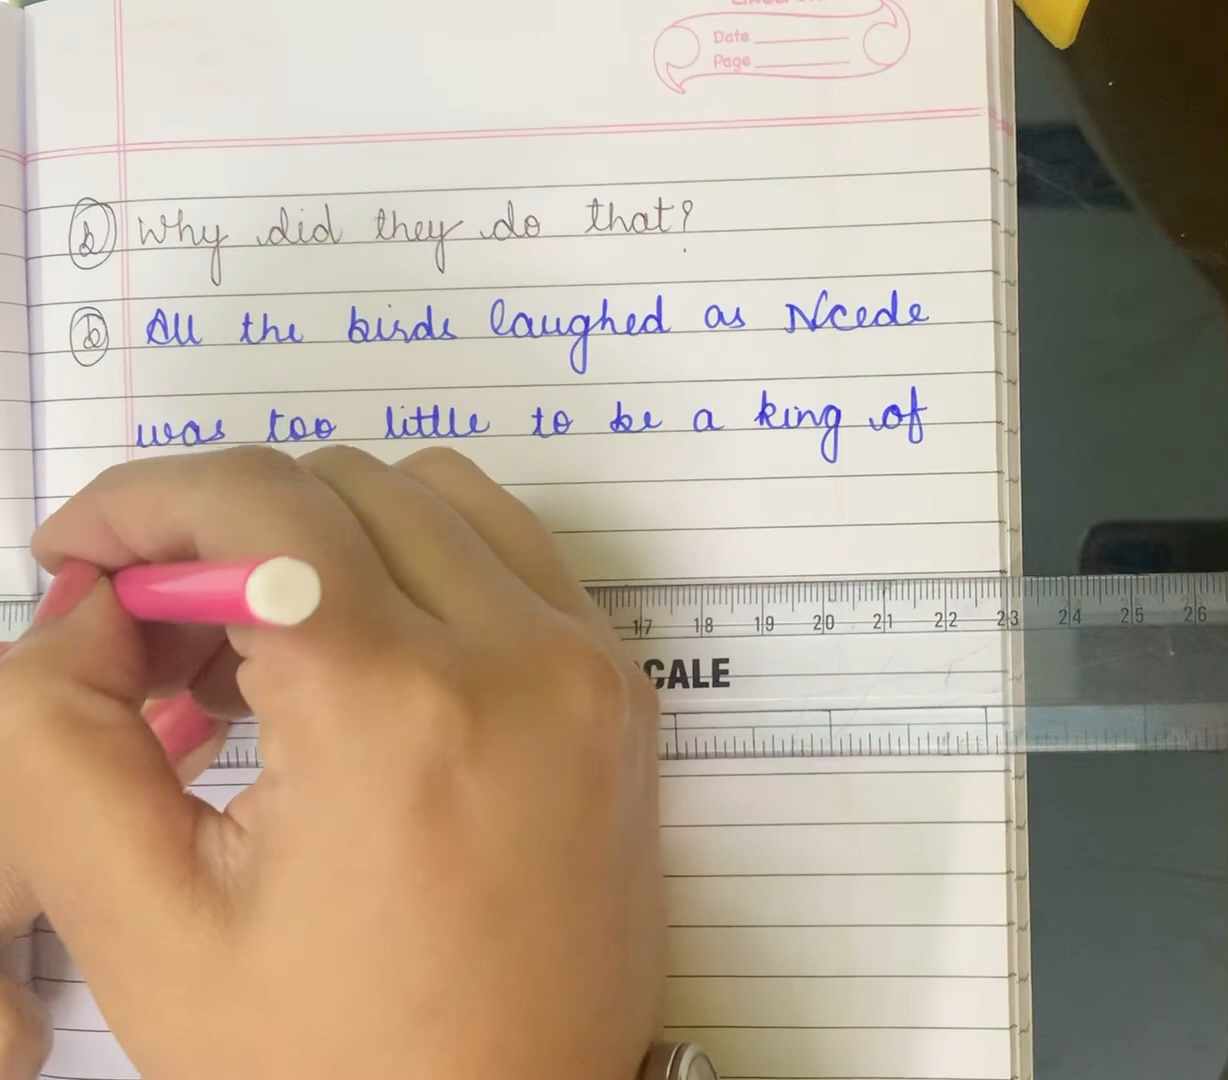 Date
Page
b Why did they do that?
b All the birds laughed as Ncede
was too little to be a king of
17 18 19 20 21 22 23 24 25 26
CALE